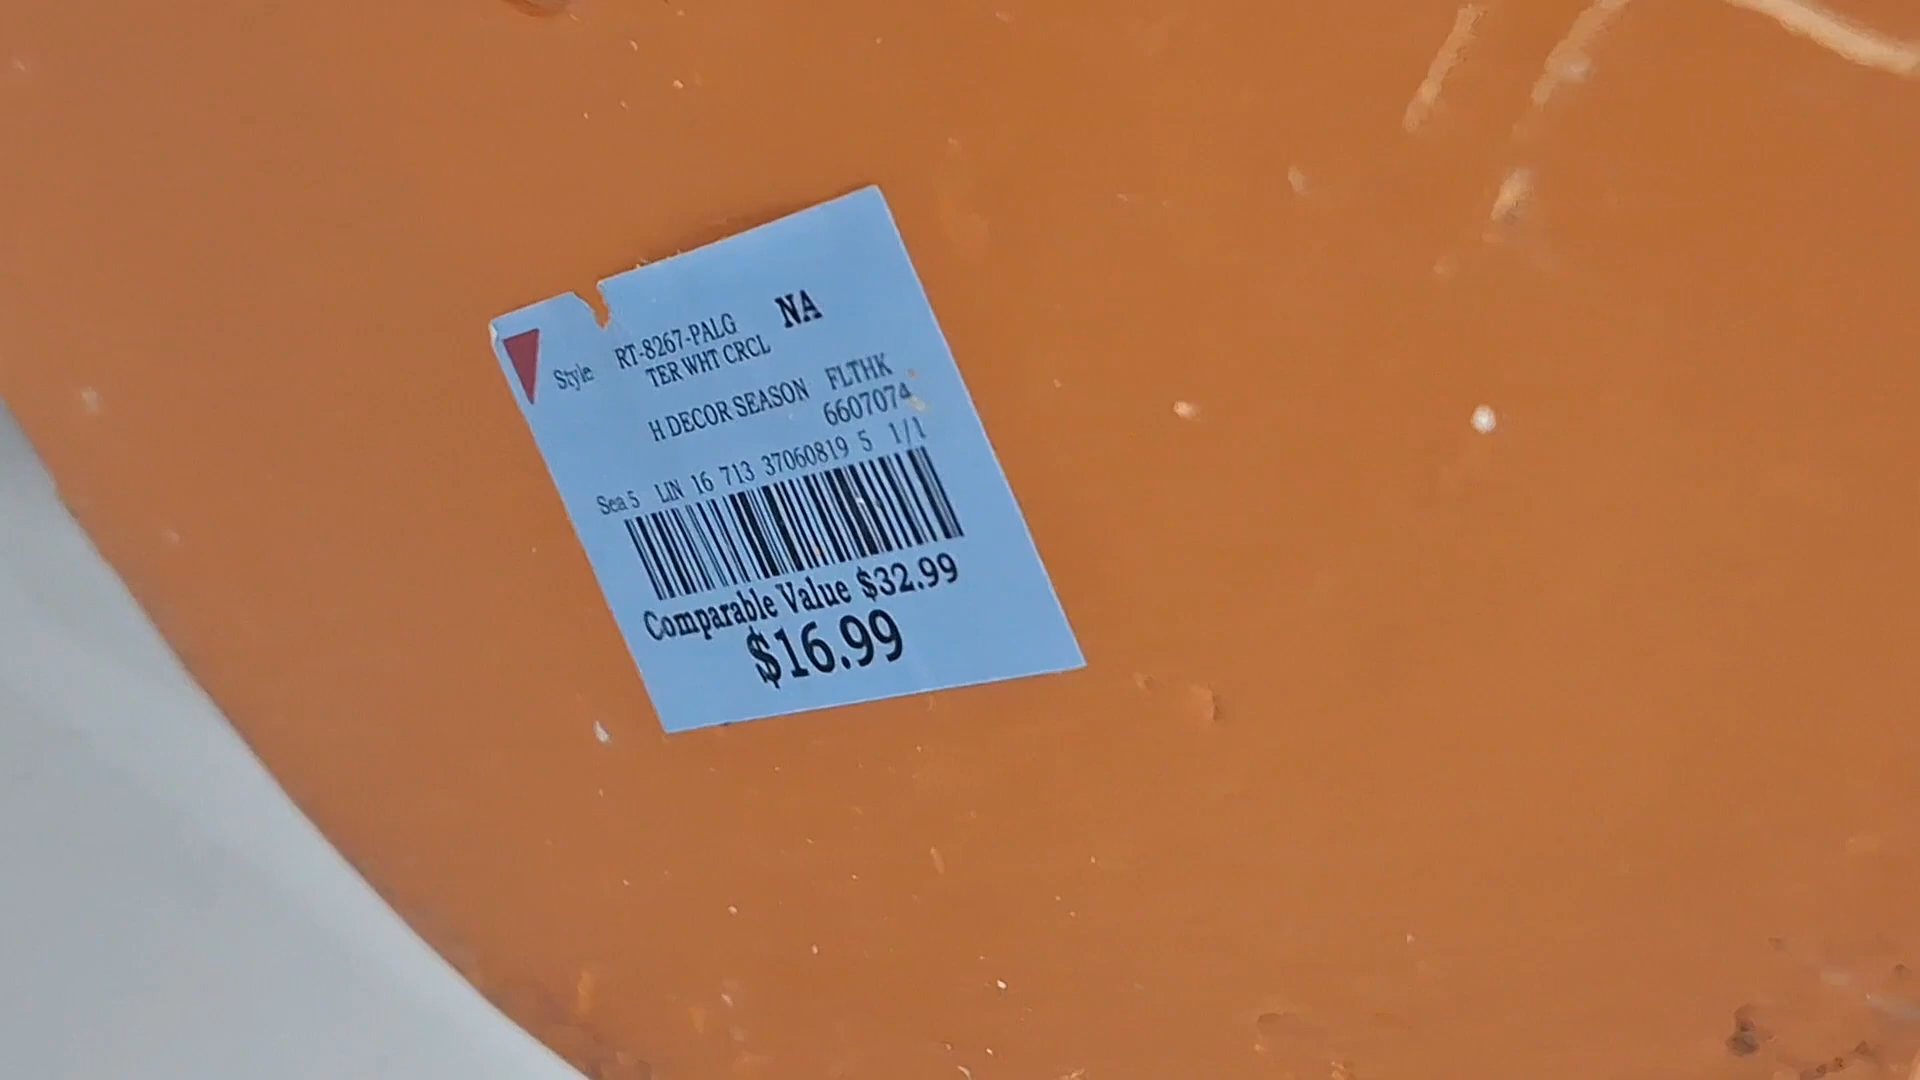 Style RT-8267-PALG NA
TER WHT CRCL
H DECOR SEASON FLTHK
6607074
Sea 5 LIN 16 713 37060819 5 1/1
Comparable Value $32.99
$16.99